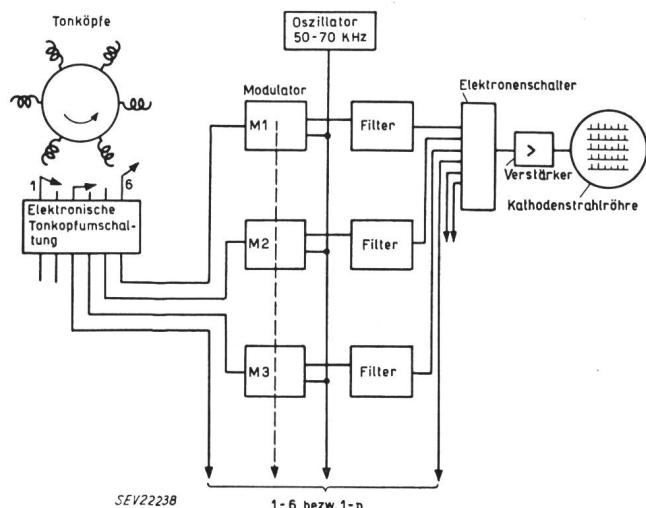 Tonköpfe
Oszillator
50-70 KHz
Elektronenschalter
Modulator
M1
Filter
>
Verstärker
Kathodenstrahlröhre
1
6
Elektronische
Tonkopfumschal-
tung
M2
Filter
M3
Filter
SEV22238
1-6 bezw. 1-n